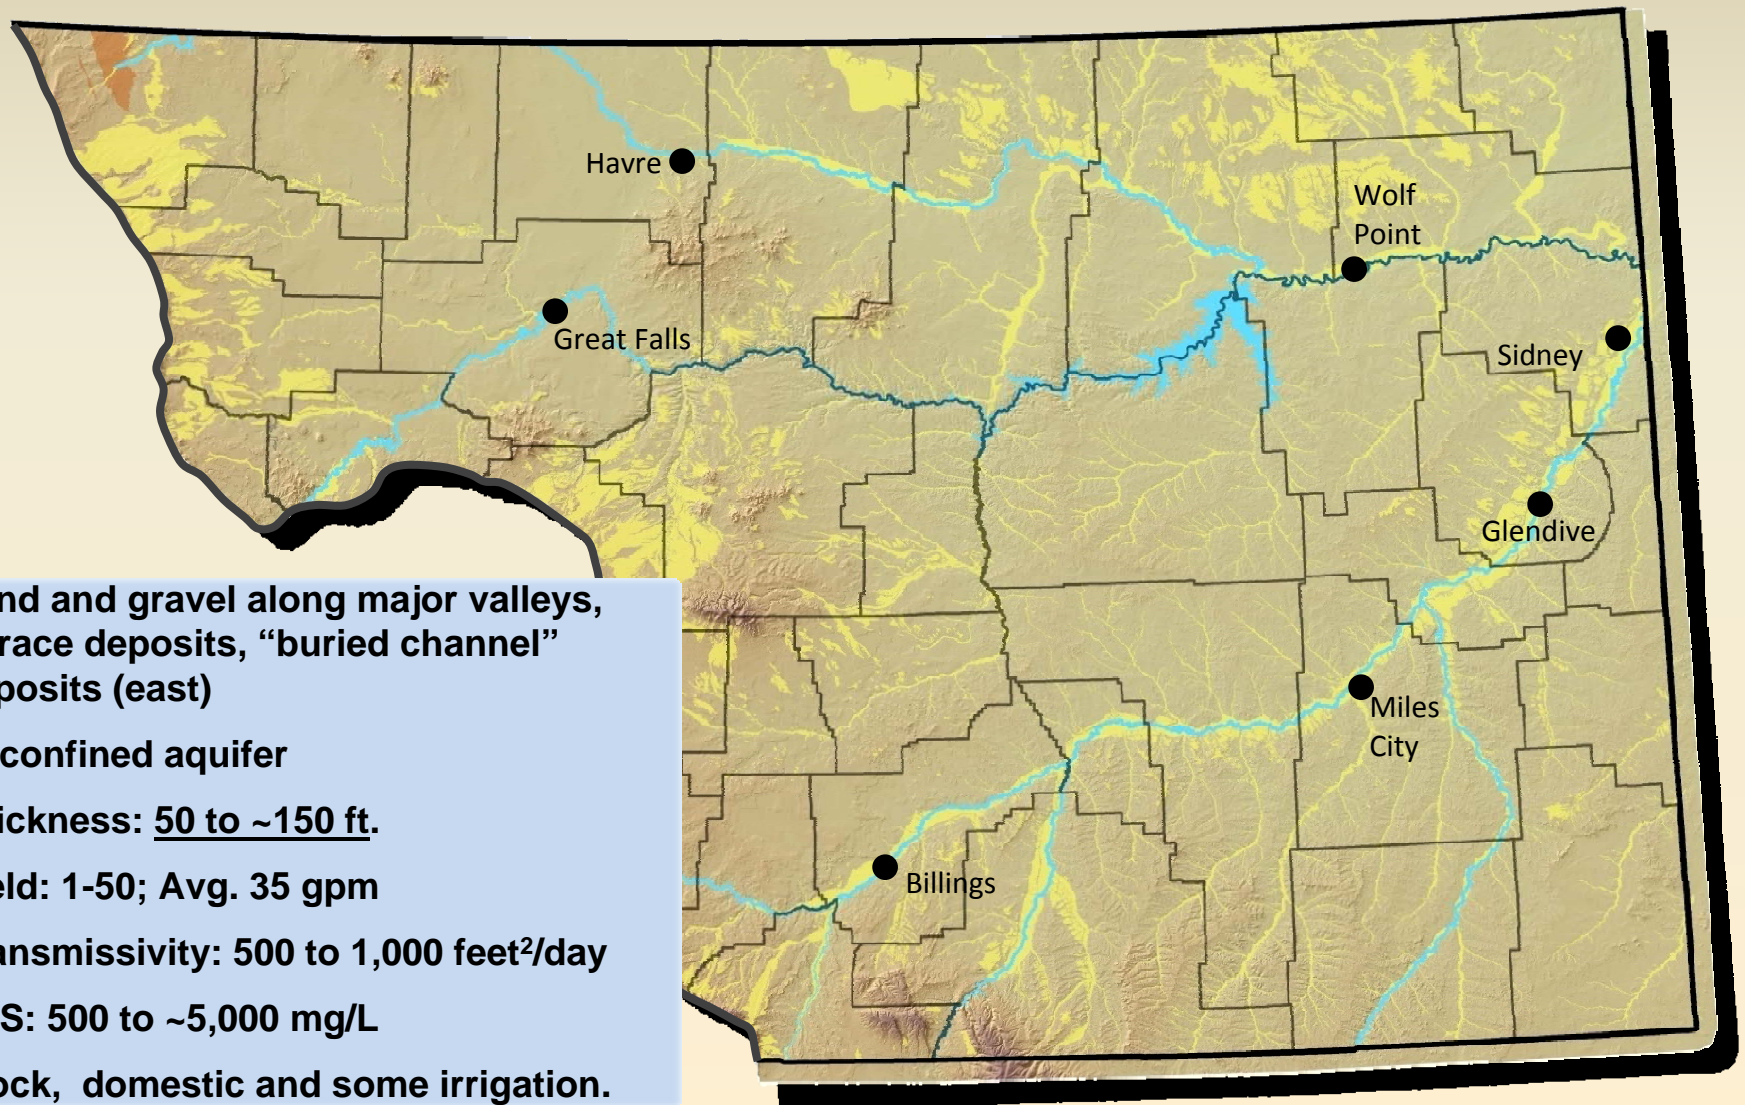 Havre
Wolf
Point
Great Falls
Sidney
Glendive
nd and gravel along major valleys,
race deposits, “buried channel”
posits (east)
confined aquifer
ickness: 50 to ~150 ft.
eld: 1-50; Avg. 35 gpm
ansmissivity: 500 to 1,000 feet²/day
S: 500 to ~5,000 mg/L
ock, domestic and some irrigation.
Miles
City
Billings